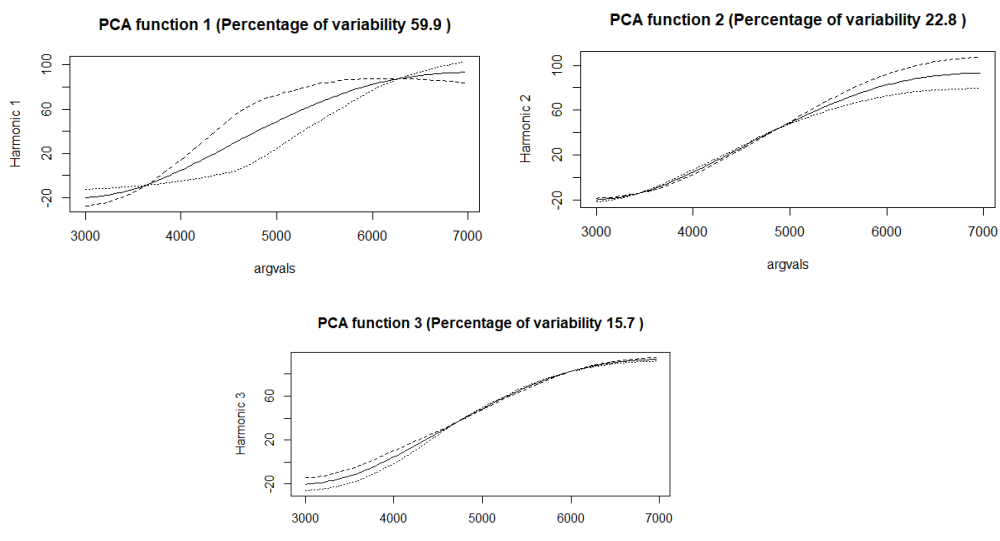 PCA function 1 (Percentage of variability 59.9 )
Harmonic 1
100
60
20
-20
3000 4000 5000 6000 7000
argvals
PCA function 2 (Percentage of variability 22.8 )
Harmonic 2
100
60
20
-20
3000 4000 5000 6000 7000
argvals
PCA function 3 (Percentage of variability 15.7 )
Harmonic 3
60
20
-20
3000 4000 5000 6000 7000